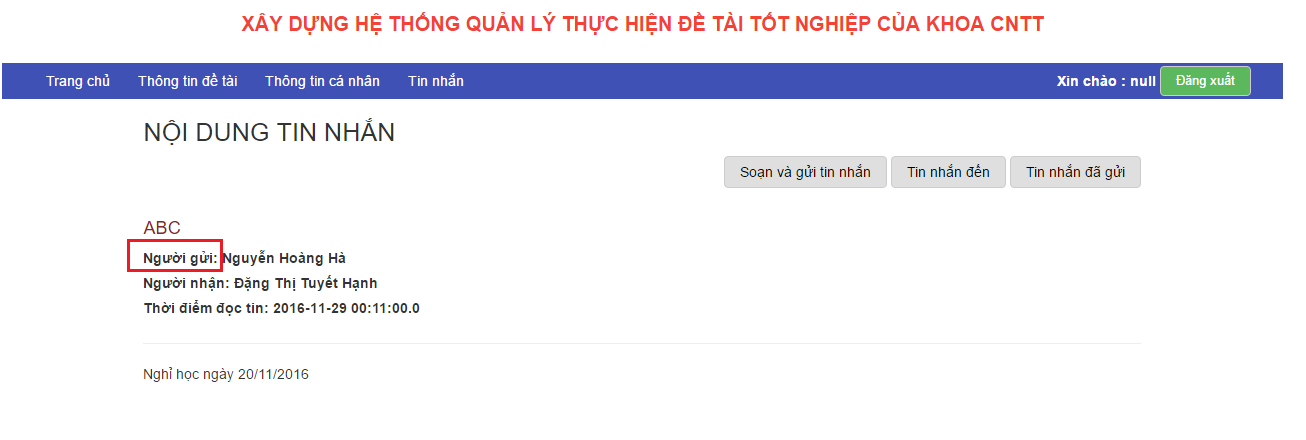 XÂY DỰNG HỆ THỐNG QUẢN LÝ THỰC HIỆN ĐỀ TÀI TỐT NGHIỆP CỦA KHOA CNTT
Trang chủ Thông tin đề tài Thông tin cá nhân Tin nhắn Xin chào : null Đăng xuất
NỘI DUNG TIN NHẮN
Soạn và gửi tin nhắn Tin nhắn đến Tin nhắn đã gửi
ABC
Người gửi: Nguyễn Hoàng Hà
Người nhận: Đặng Thị Tuyết Hạnh
Thời điểm đọc tin: 2016-11-29 00:11:00.0
Nghỉ học ngày 20/11/2016